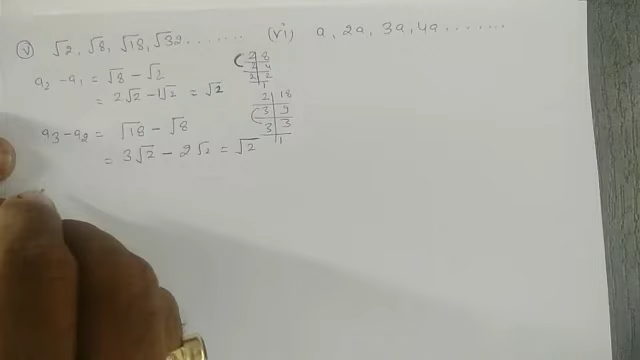 (v) √2, √8, √18, √32....... (vi) a, 2a, 3a, 4a.......
a₂ - a₁ = √8 - √2
= 2√2 - 1√2 = √2
2 | 8
2 | 4
2 | 2
1
a₃ - a₂ = √18 - √8
= 3√2 - 2√2 = √2
2 | 18
3 | 9
3 | 3
1